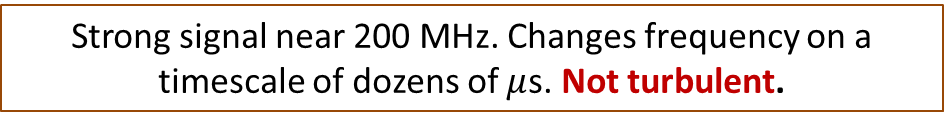 Strong signal near 200 MHz. Changes frequency on a
timescale of dozens of 𝜇s. Not turbulent.